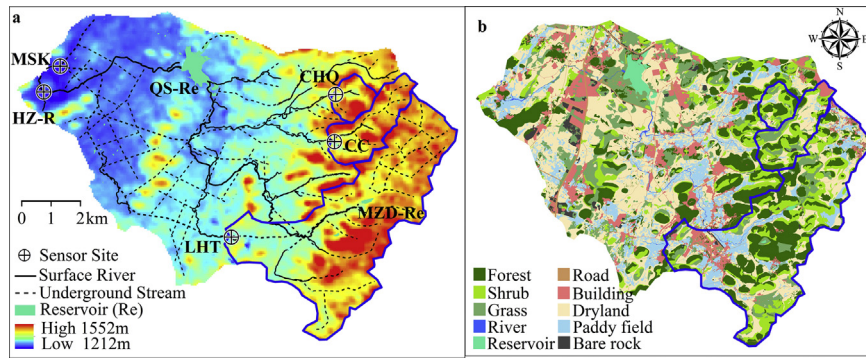 a
MSK
HZ-R
QS-Re
CHQ
CC
MZD-Re
LHT
0 1 2km
Sensor Site
Surface River
Underground Stream
Reservoir (Re)
High 1552m
Low 1212m
b
N
W E
S
Forest
Shrub
Grass
River
Reservoir
Road
Building
Dryland
Paddy field
Bare rock